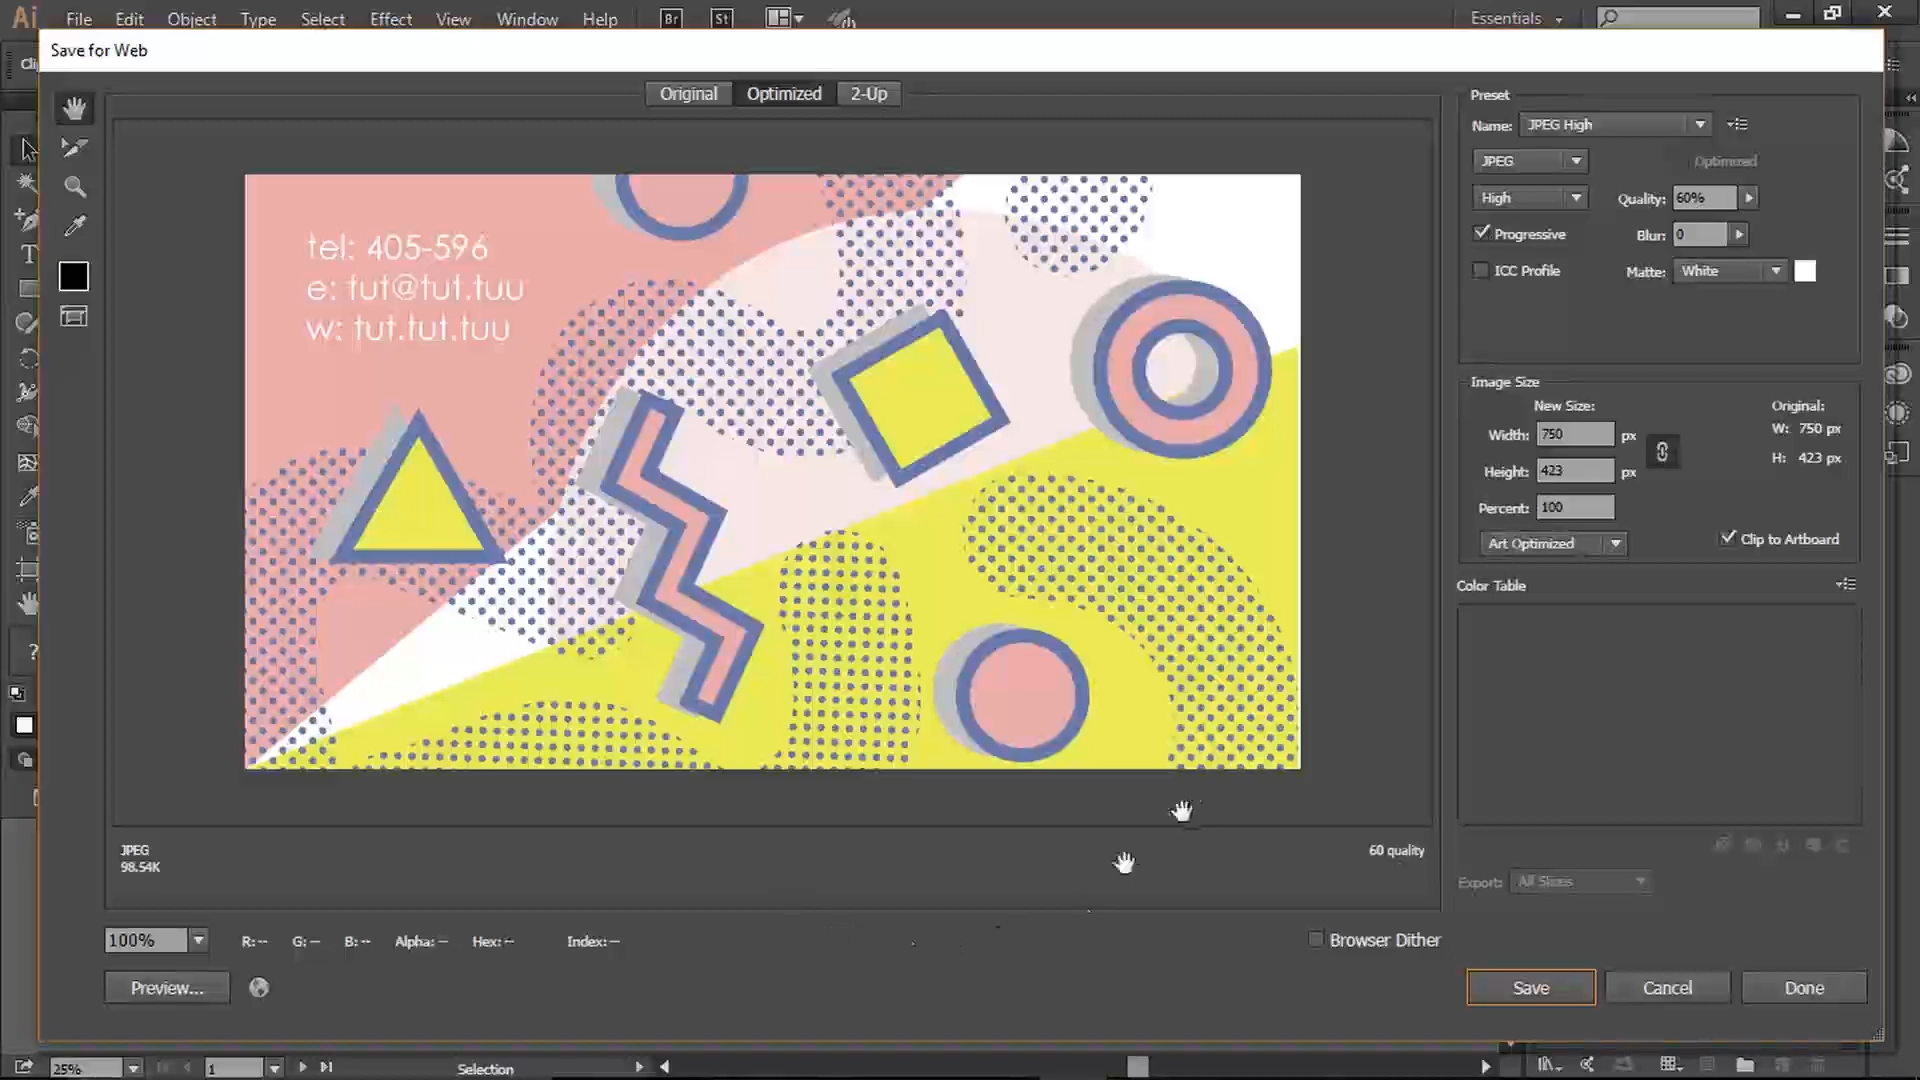 Ai File Edit Object Type Select Effect View Window Help Br St Essentials
Save for Web
Original Optimized 2-Up
Preset
Name: JPEG High
JPEG Optimized
High Quality: 60%
Progressive Blur: 0
ICC Profile Matte: White
tel: 405-596
e: tut@tut.tuu
w: tut.tut.tuu
Image Size
New Size: Original:
Width: 750 px W: 750 px
Height: 423 px H: 423 px
Percent: 100
Art Optimized Clip to Artboard
Color Table
JPEG 60 quality
98.54K
Export: All Sizes
100% R: -- G: -- B: -- Alpha: -- Hex: -- Index: -- Browser Dither
Preview... Save Cancel Done
25% 1 Selection